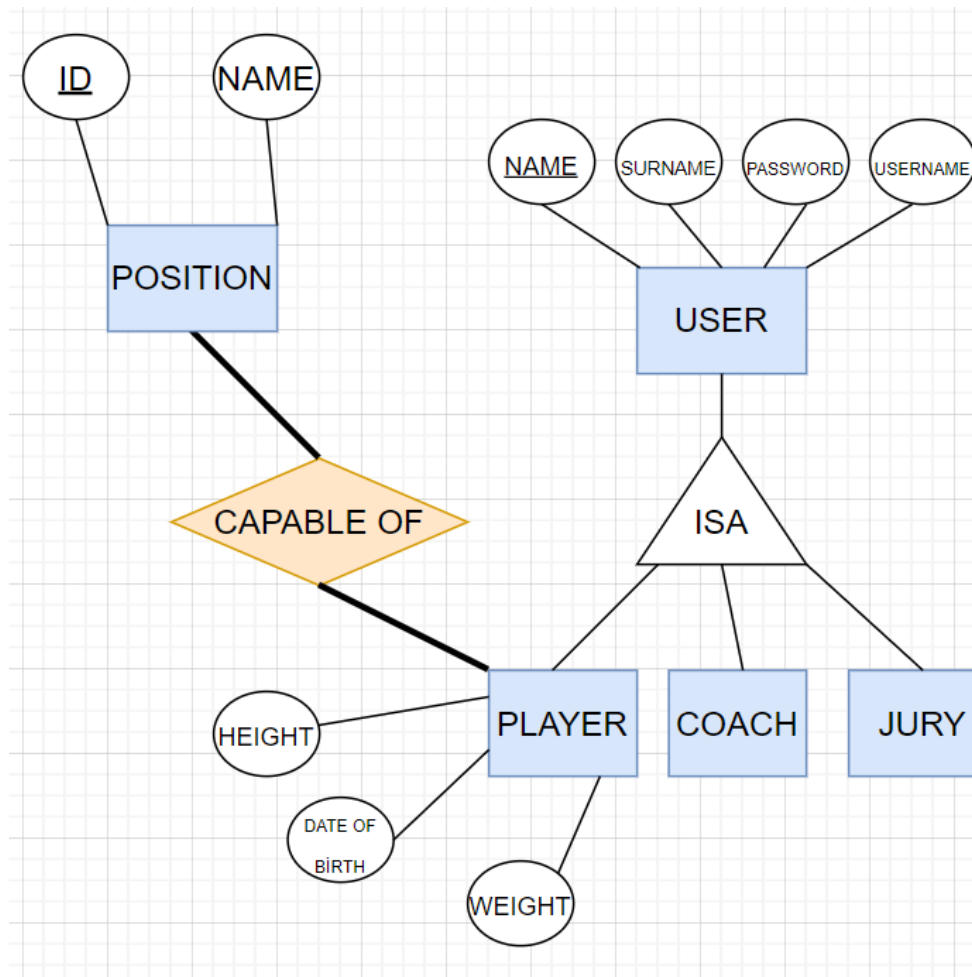 ID
NAME
NAME
SURNAME
PASSWORD
USERNAME
POSITION
USER
CAPABLE OF
ISA
PLAYER
COACH
JURY
HEIGHT
DATE OF
BİRTH
WEIGHT